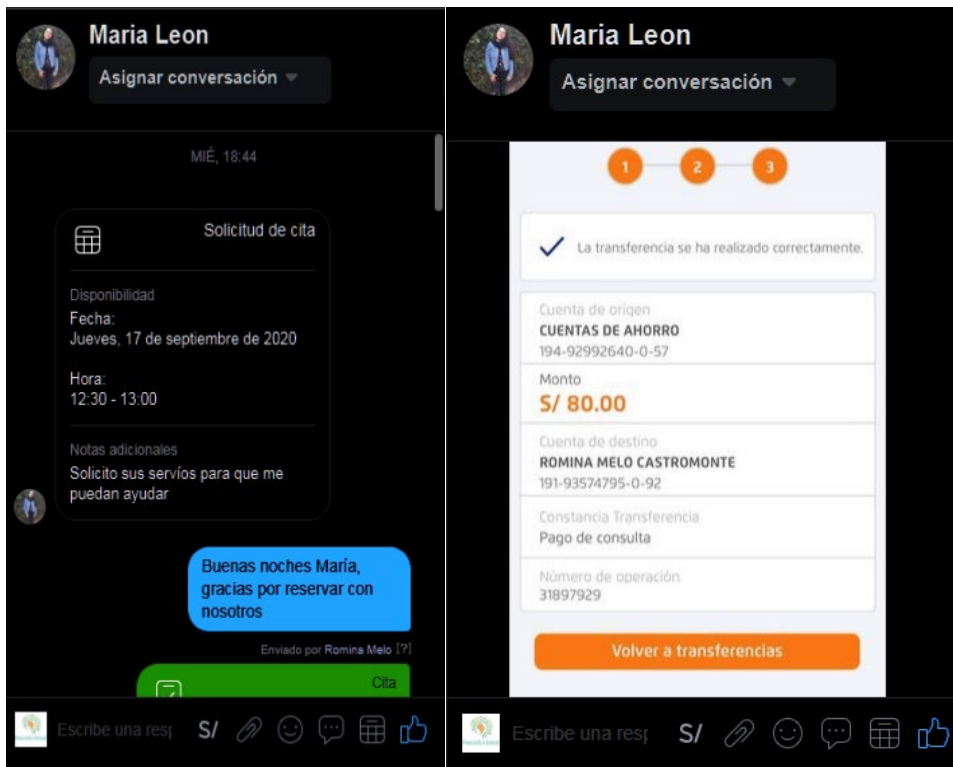 Maria Leon
Asignar conversación
MIÉ, 18:44
Solicitud de cita
Disponibilidad
Fecha:
Jueves, 17 de septiembre de 2020
Hora:
12:30 - 13:00
Notas adicionales
Solicito sus servíos para que me
puedan ayudar
Buenas noches María,
gracias por reservar con
nosotros
Enviado por Romina Melo [?]
Cita
Escribe una resp
S/
Maria Leon
Asignar conversación
1 2 3
La transferencia se ha realizado correctamente.
Cuenta de origen
CUENTAS DE AHORRO
194-92992640-0-57
Monto
S/ 80.00
Cuenta de destino
ROMINA MELO CASTROMONTE
191-93574795-0-92
Constancia Transferencia
Pago de consulta
Número de operación
31897929
Volver a transferencias
Escribe una resp
S/